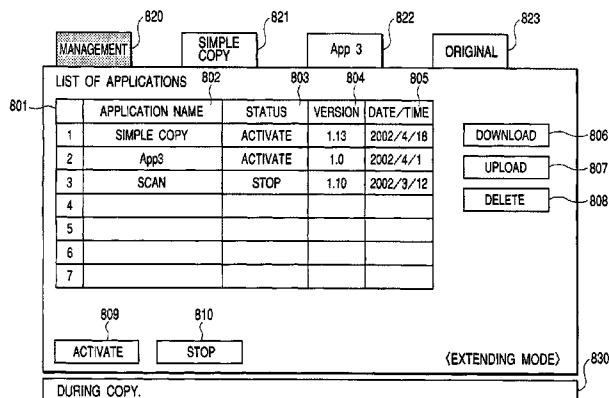 820 821 822 823
MANAGEMENT SIMPLE COPY App 3 ORIGINAL
LIST OF APPLICATIONS 802 803 804 805
801 APPLICATION NAME STATUS VERSION DATE/TIME
1 SIMPLE COPY ACTIVATE 1.13 2002/4/18
2 App3 ACTIVATE 1.0 2002/4/1
3 SCAN STOP 1.10 2002/3/12
4
5
6
7
DOWNLOAD 806
UPLOAD 807
DELETE 808
809 810
ACTIVATE STOP
〈EXTENDING MODE〉
830
DURING COPY.